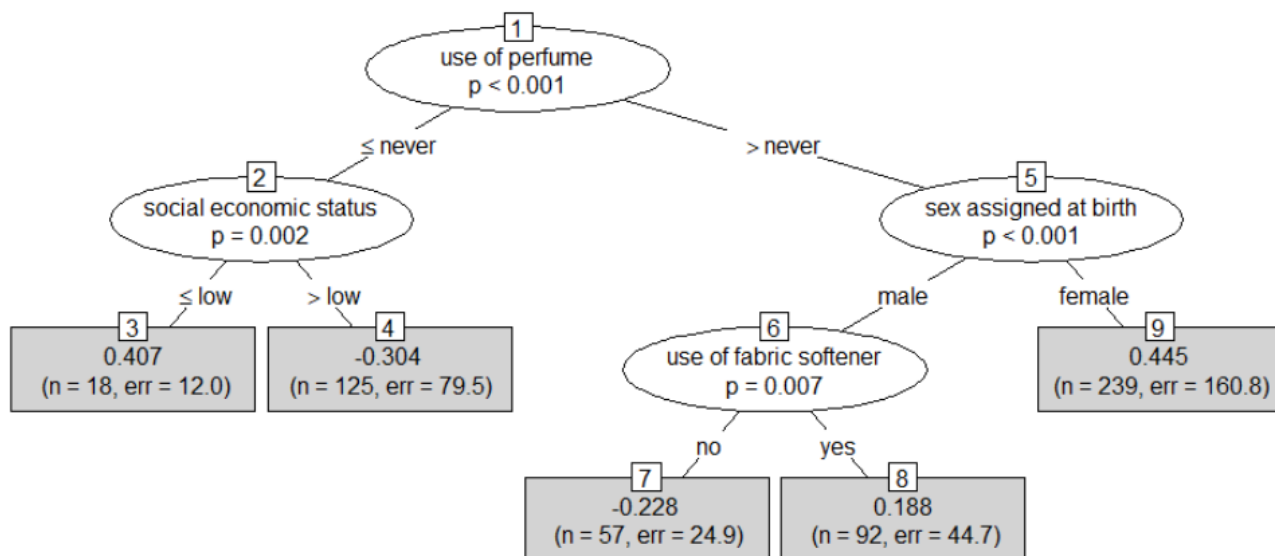 1
use of perfume
p < 0.001
≤ never
> never
2
social economic status
p = 0.002
5
sex assigned at birth
p < 0.001
≤ low
> low
male
female
3
0.407
(n = 18, err = 12.0)
4
-0.304
(n = 125, err = 79.5)
6
use of fabric softener
p = 0.007
9
0.445
(n = 239, err = 160.8)
no
yes
7
-0.228
(n = 57, err = 24.9)
8
0.188
(n = 92, err = 44.7)